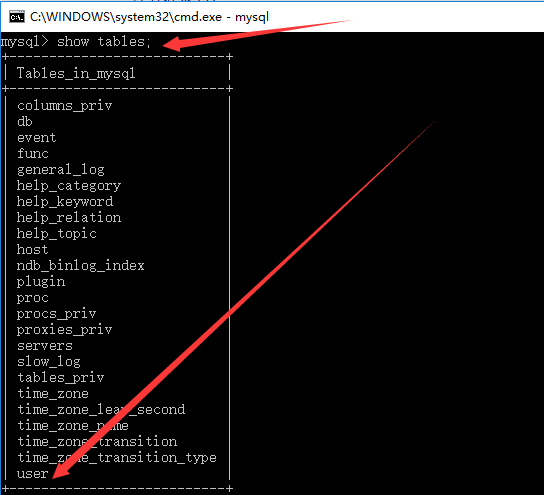 C:\WINDOWS\system32\cmd.exe - mysql
mysql> show tables;
+----------------------------+
| Tables_in_mysql |
+----------------------------+
| columns_priv |
| db |
| event |
| func |
| general_log |
| help_category |
| help_keyword |
| help_relation |
| help_topic |
| host |
| ndb_binlog_index |
| plugin |
| proc |
| procs_priv |
| proxies_priv |
| servers |
| slow_log |
| tables_priv |
| time_zone |
| time_zone_leap_second |
| time_zone_name |
| time_zone_transition |
| time_zone_transition_type |
| user |
+----------------------------+